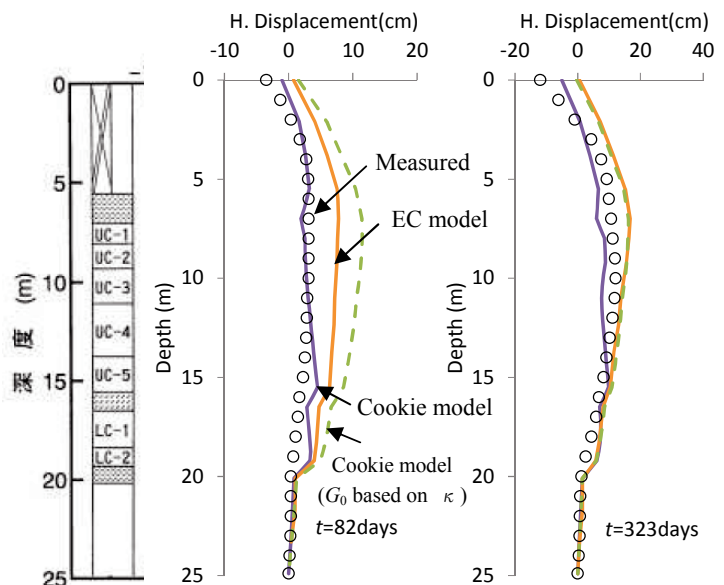 H. Displacement(cm)
-10 0 10 20
H. Displacement(cm)
-20 0 20 40
0
5
10
15
20
25
深度 (m)
UC-1
UC-2
UC-3
UC-4
UC-5
LC-1
LC-2
0
5
10
15
20
25
Depth (m)
Measured
EC model
Cookie model
Cookie model
(G₀ based on κ)
t=82days
0
5
10
15
20
25
Depth (m)
t=323days